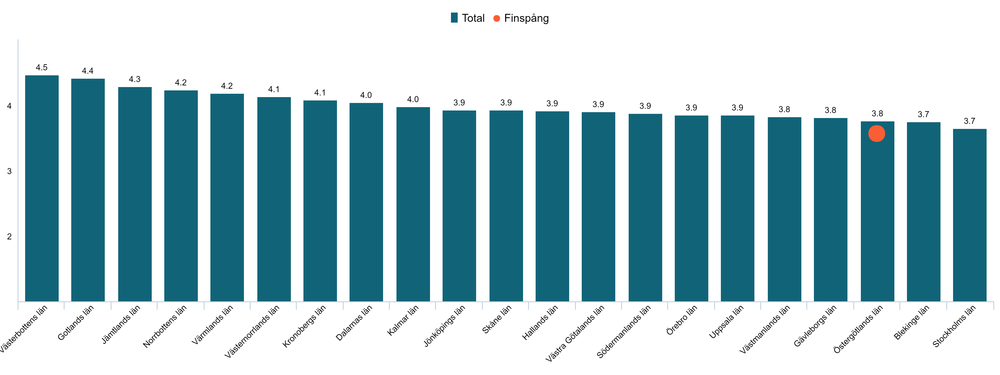 Total Finspång
4.5 4.4 4.3 4.2 4.2 4.1 4.1 4.0 4.0 3.9 3.9 3.9 3.9 3.9 3.9 3.9 3.8 3.8 3.8 3.7 3.7
4
3
2
Västerbottens län
Gotlands län
Jämtlands län
Norrbottens län
Värmlands län
Västernorrlands län
Kronobergs län
Dalarnas län
Kalmar län
Jönköpings län
Skåne län
Hallands län
Västra Götalands län
Södermanlands län
Örebro län
Uppsala län
Västmanlands län
Gävleborgs län
Östergötlands län
Blekinge län
Stockholms län